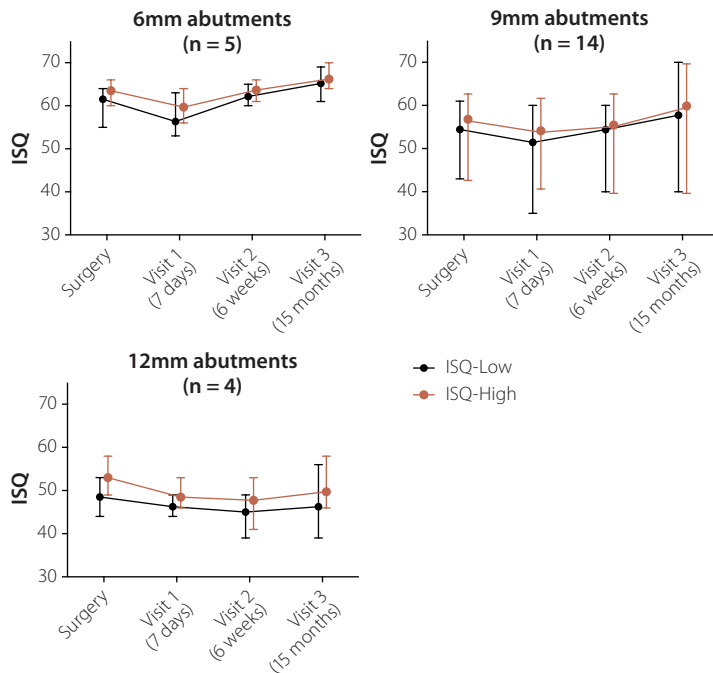 6mm abutments
(n = 5)
ISQ
70
60
50
40
30
Surgery
Visit 1
(7 days)
Visit 2
(6 weeks)
Visit 3
(15 months)
9mm abutments
(n = 14)
ISQ
70
60
50
40
30
Surgery
Visit 1
(7 days)
Visit 2
(6 weeks)
Visit 3
(15 months)
12mm abutments
(n = 4)
ISQ
70
60
50
40
30
Surgery
Visit 1
(7 days)
Visit 2
(6 weeks)
Visit 3
(15 months)
ISQ-Low
ISQ-High